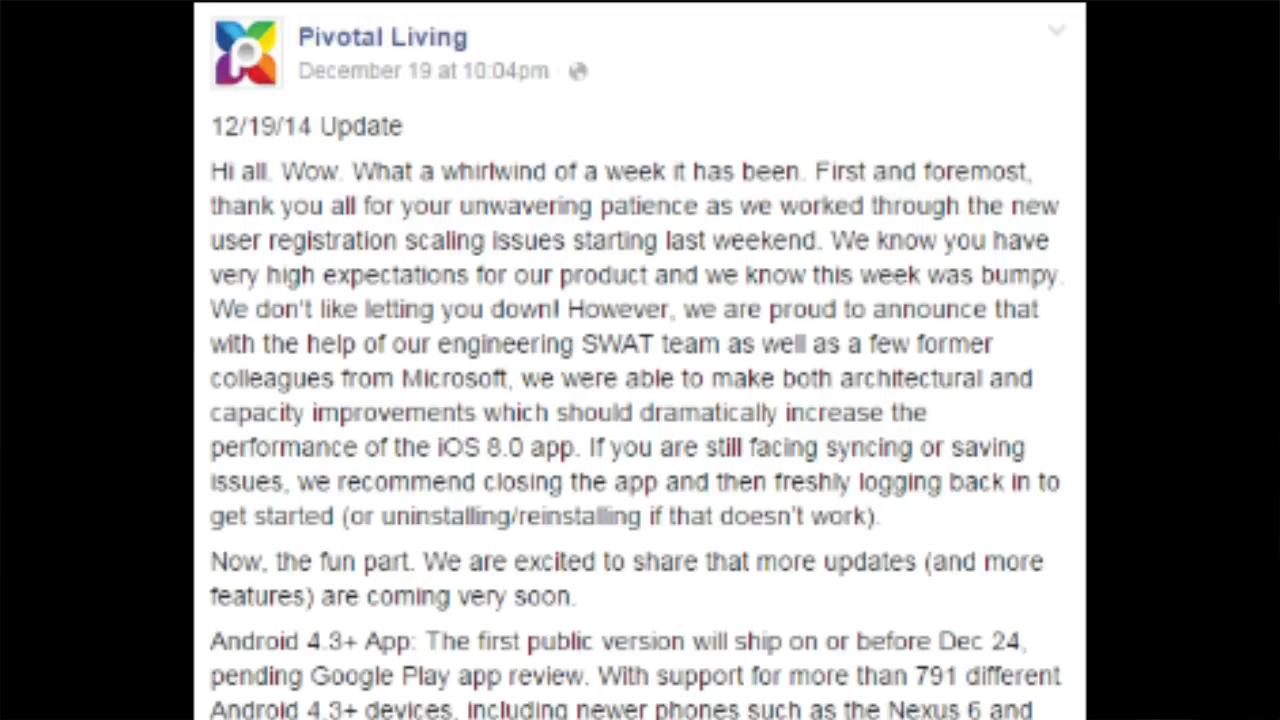 Pivotal Living
December 19 at 10:04pm
12/19/14 Update
Hi all. Wow. What a whirlwind of a week it has been. First and foremost,
thank you all for your unwavering patience as we worked through the new
user registration scaling issues starting last weekend. We know you have
very high expectations for our product and we know this week was bumpy.
We don't like letting you down! However, we are proud to announce that
with the help of our engineering SWAT team as well as a few former
colleagues from Microsoft, we were able to make both architectural and
capacity improvements which should dramatically increase the
performance of the iOS 8.0 app. If you are still facing syncing or saving
issues, we recommend closing the app and then freshly logging back in to
get started (or uninstalling/reinstalling if that doesn't work).
Now, the fun part. We are excited to share that more updates (and more
features) are coming very soon.
Android 4.3+ App: The first public version will ship on or before Dec 24,
pending Google Play app review. With support for more than 791 different
Android 4.3+ devices, including newer phones such as the Nexus 6 and